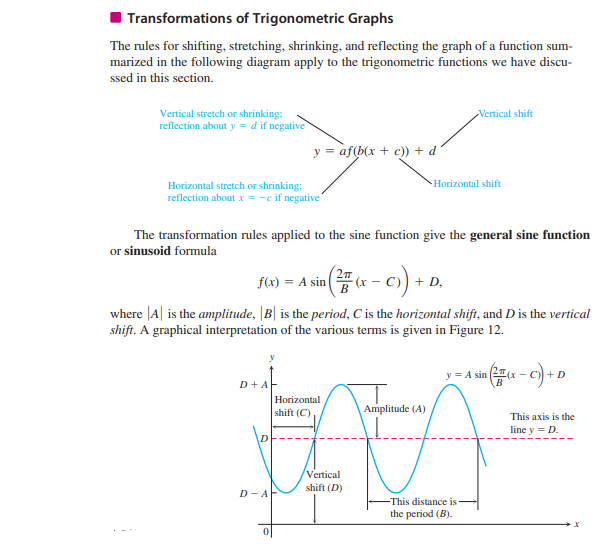 Transformations of Trigonometric Graphs
The rules for shifting, stretching, shrinking, and reflecting the graph of a function sum-
marized in the following diagram apply to the trigonometric functions we have discu-
ssed in this section.
Vertical stretch or shrinking;
reflection about y = d if negative
Vertical shift
y = af(b(x + c)) + d
Horizontal stretch or shrinking;
reflection about x = −c if negative
Horizontal shift
The transformation rules applied to the sine function give the general sine function
or sinusoid formula
f(x) = A sin(2π/B (x − C)) + D,
where |A| is the amplitude, |B| is the period, C is the horizontal shift, and D is the vertical
shift. A graphical interpretation of the various terms is given in Figure 12.
y
y = A sin(2π/B (x − C)) + D
D + A
Horizontal
shift (C)
Amplitude (A)
This axis is the
line y = D.
D
Vertical
shift (D)
D − A
This distance is
the period (B).
x
0